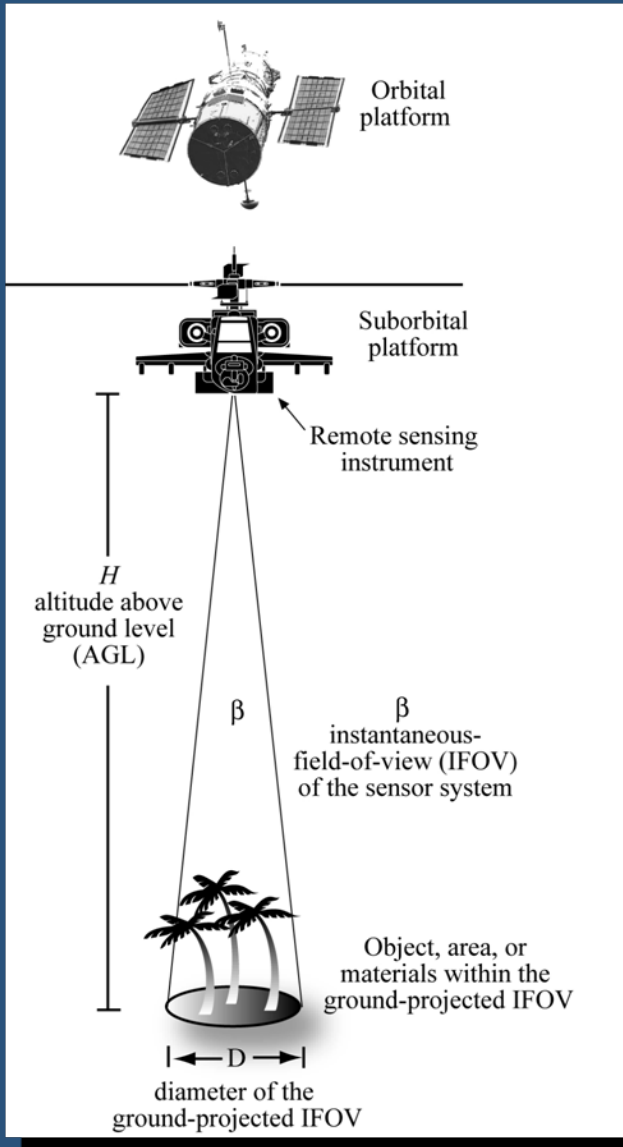 Orbital
platform
Suborbital
platform
Remote sensing
instrument
H
altitude above
ground level
(AGL)
β
β
instantaneous-
field-of-view (IFOV)
of the sensor system
Object, area, or
materials within the
ground-projected IFOV
D
diameter of the
ground-projected IFOV